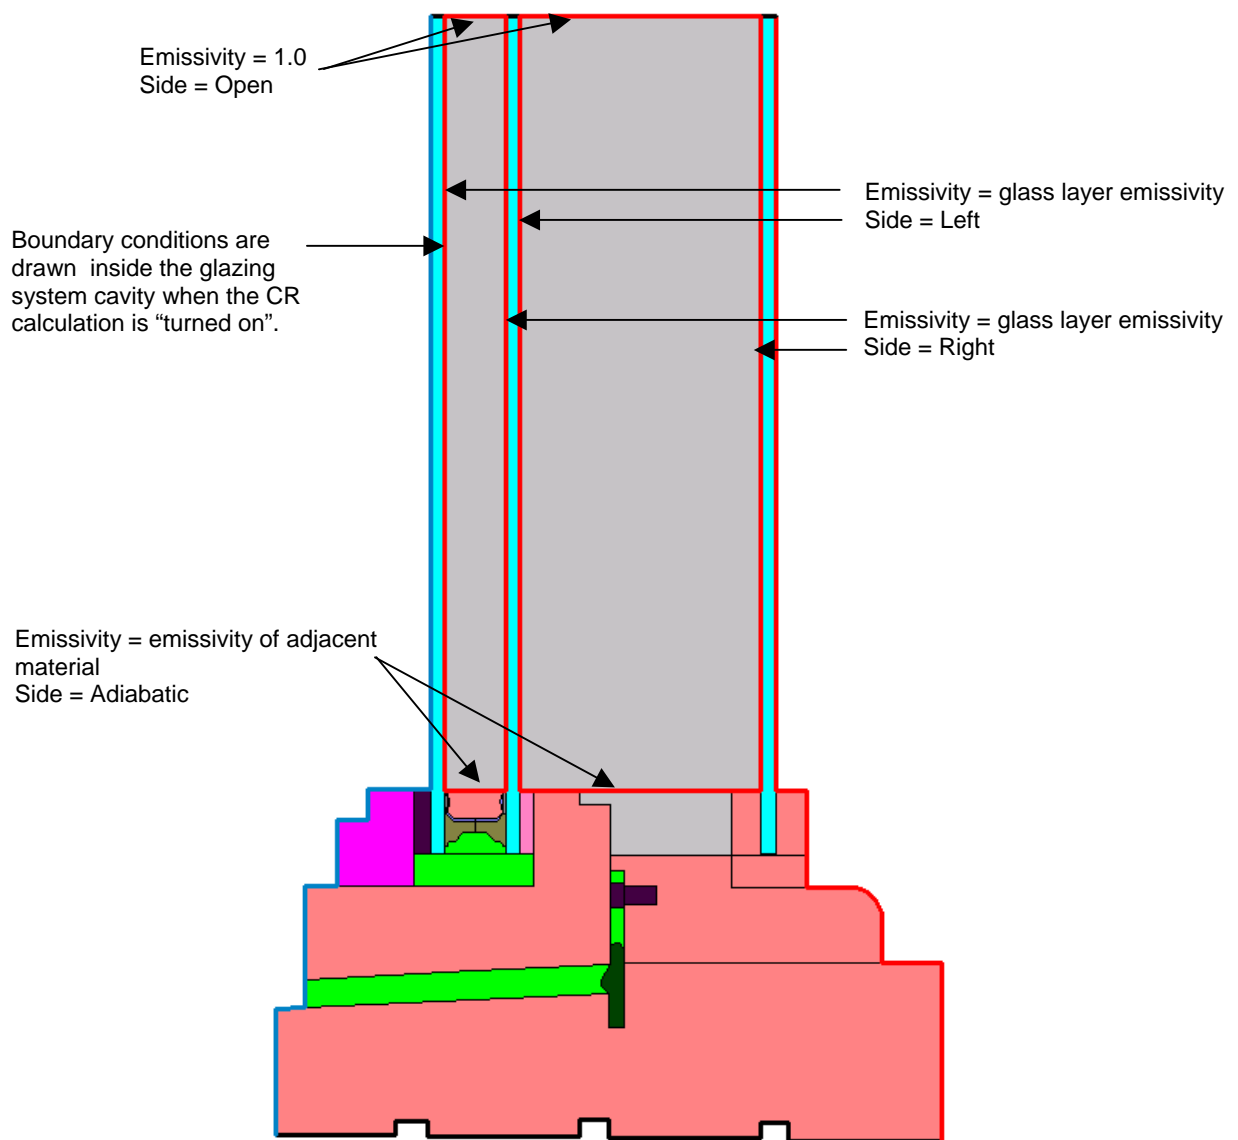 Emissivity = 1.0
Side = Open
Emissivity = glass layer emissivity
Side = Left
Boundary conditions are
drawn inside the glazing
system cavity when the CR
calculation is “turned on”.
Emissivity = glass layer emissivity
Side = Right
Emissivity = emissivity of adjacent
material
Side = Adiabatic